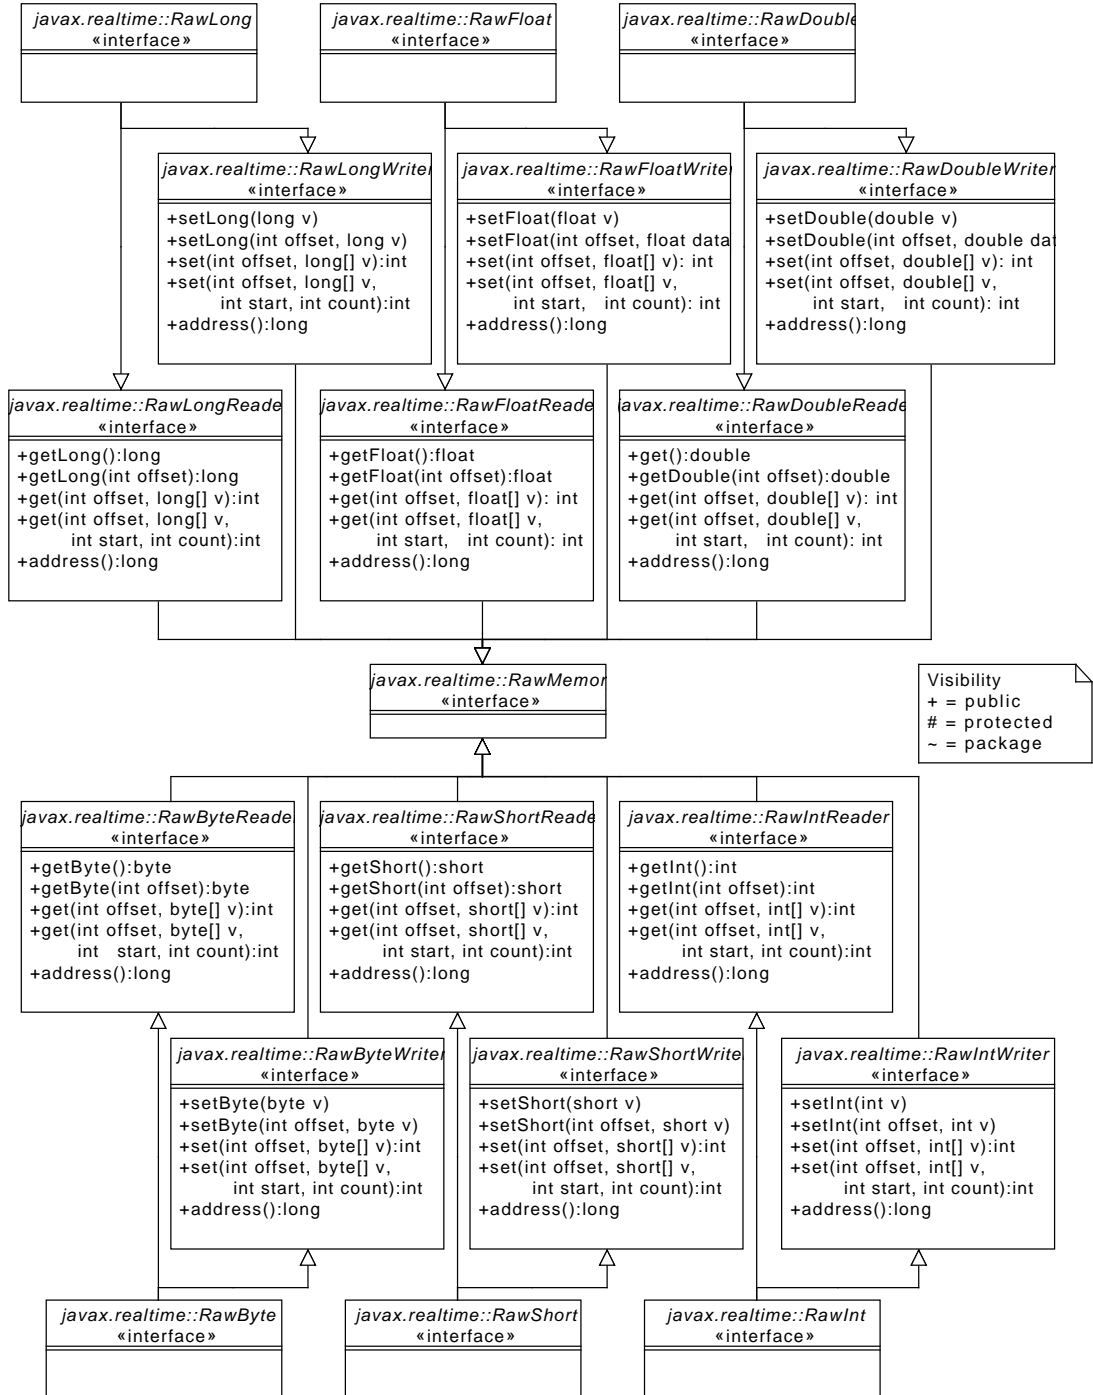 javax.realtime::RawLong
«interface»
javax.realtime::RawFloat
«interface»
javax.realtime::RawDouble
«interface»
javax.realtime::RawLongWriter
«interface»
+setLong(long v)
+setLong(int offset, long v)
+set(int offset, long[] v):int
+set(int offset, long[] v,
int start, int count):int
+address():long
javax.realtime::RawFloatWriter
«interface»
+setFloat(float v)
+setFloat(int offset, float data
+set(int offset, float[] v): int
+set(int offset, float[] v,
int start, int count): int
+address():long
javax.realtime::RawDoubleWriter
«interface»
+setDouble(double v)
+setDouble(int offset, double dat
+set(int offset, double[] v): int
+set(int offset, double[] v,
int start, int count): int
+address():long
javax.realtime::RawLongReade
«interface»
+getLong():long
+getLong(int offset):long
+get(int offset, long[] v):int
+get(int offset, long[] v,
int start, int count):int
+address():long
javax.realtime::RawFloatReade
«interface»
+getFloat():float
+getFloat(int offset):float
+get(int offset, float[] v): int
+get(int offset, float[] v,
int start, int count): int
+address():long
javax.realtime::RawDoubleReade
«interface»
+get():double
+getDouble(int offset):double
+get(int offset, double[] v): int
+get(int offset, double[] v,
int start, int count): int
+address():long
javax.realtime::RawMemor
«interface»
Visibility
+ = public
# = protected
~ = package
javax.realtime::RawByteReader
«interface»
+getByte():byte
+getByte(int offset):byte
+get(int offset, byte[] v):int
+get(int offset, byte[] v,
int start, int count):int
+address():long
javax.realtime::RawShortReade
«interface»
+getShort():short
+getShort(int offset):short
+get(int offset, short[] v):int
+get(int offset, short[] v,
int start, int count):int
+address():long
javax.realtime::RawIntReader
«interface»
+getInt():int
+getInt(int offset):int
+get(int offset, int[] v):int
+get(int offset, int[] v,
int start, int count):int
+address():long
javax.realtime::RawByteWriter
«interface»
+setByte(byte v)
+setByte(int offset, byte v)
+set(int offset, byte[] v):int
+set(int offset, byte[] v,
int start, int count):int
+address():long
javax.realtime::RawShortWriter
«interface»
+setShort(short v)
+setShort(int offset, short v)
+set(int offset, short[] v):int
+set(int offset, short[] v,
int start, int count):int
+address():long
javax.realtime::RawIntWriter
«interface»
+setInt(int v)
+setInt(int offset, int v)
+set(int offset, int[] v):int
+set(int offset, int[] v,
int start, int count):int
+address():long
javax.realtime::RawByte
«interface»
javax.realtime::RawShort
«interface»
javax.realtime::RawInt
«interface»